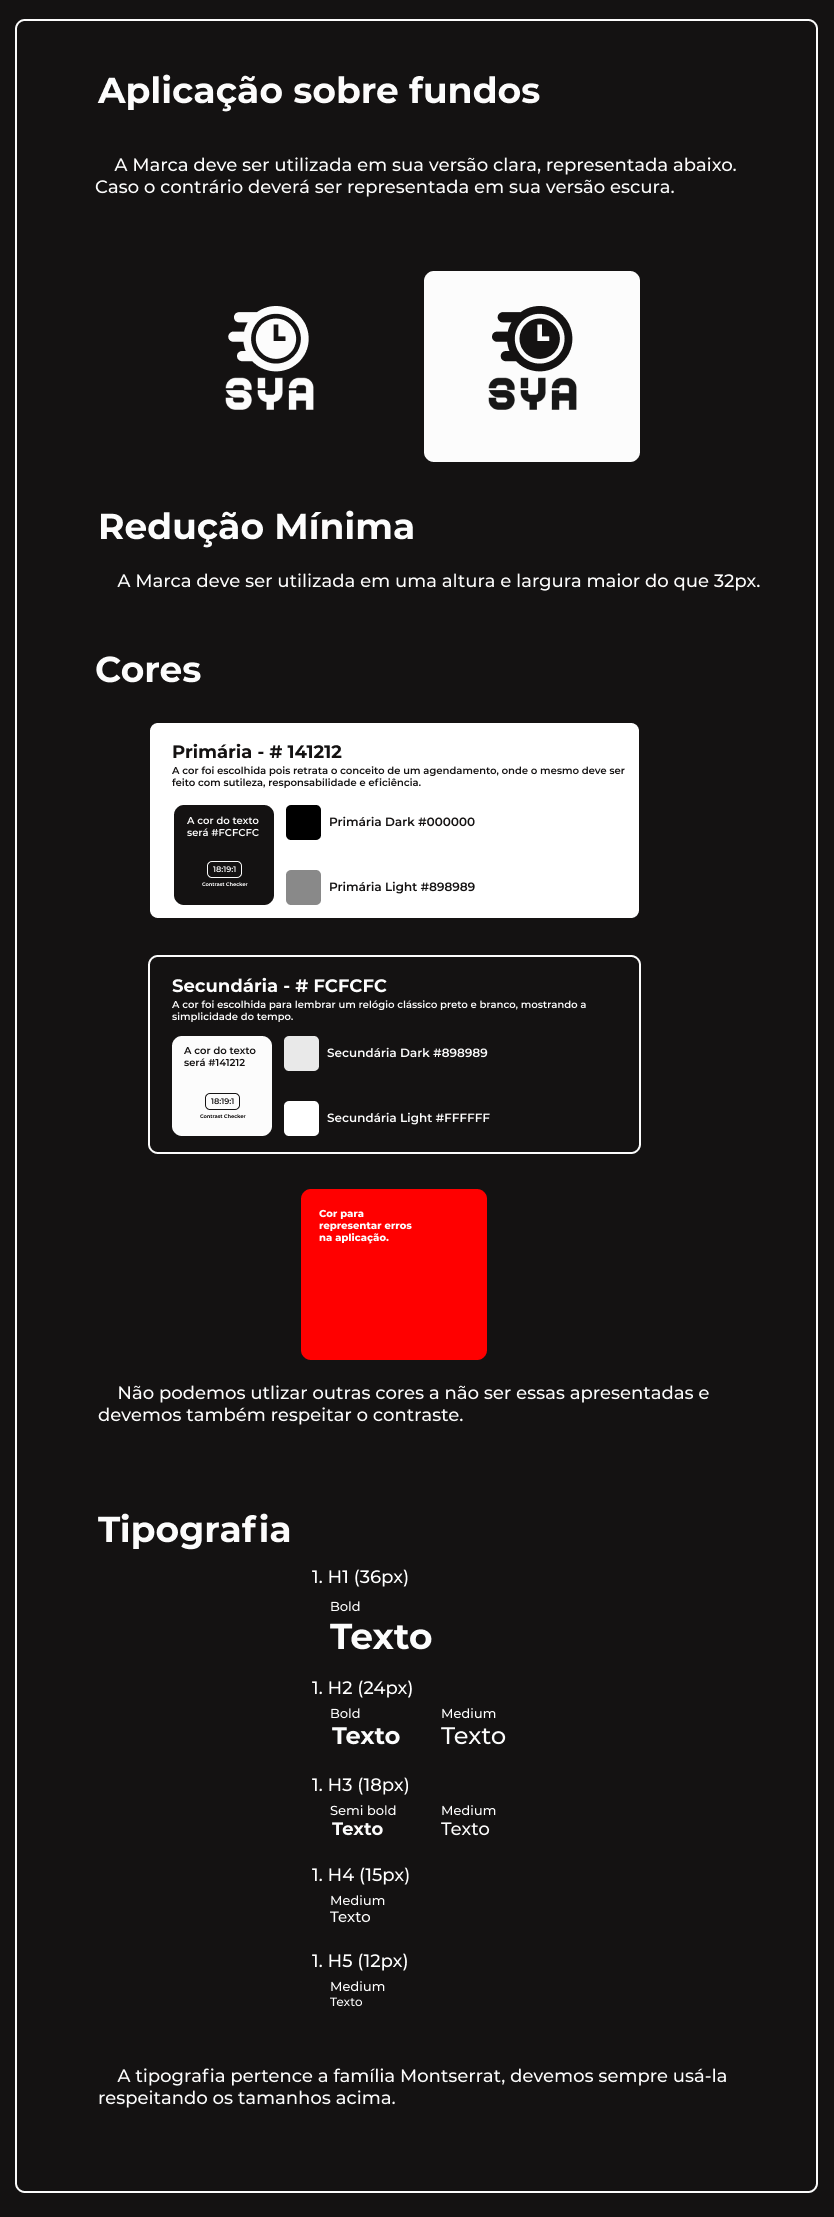 Aplicação sobre fundos
A Marca deve ser utilizada em sua versão clara, representada abaixo.
Caso o contrário deverá ser representada em sua versão escura.
SYA
SYA
Redução Mínima
A Marca deve ser utilizada em uma altura e largura maior do que 32px.
Cores
Primária - # 141212
A cor foi escolhida pois retrata o conceito de um agendamento, onde o mesmo deve ser
feito com sutileza, responsabilidade e eficiência.
A cor do texto
será #FCFCFC
18:19:1
Contrast Checker
Primária Dark #000000
Primária Light #898989
Secundária - # FCFCFC
A cor foi escolhida para lembrar um relógio clássico preto e branco, mostrando a
simplicidade do tempo.
A cor do texto
será #141212
18:19:1
Contrast Checker
Secundária Dark #898989
Secundária Light #FFFFFF
Cor para
representar erros
na aplicação.
Não podemos utlizar outras cores a não ser essas apresentadas e
devemos também respeitar o contraste.
Tipografia
1. H1 (36px)
Bold
Texto
1. H2 (24px)
Bold Medium
Texto Texto
1. H3 (18px)
Semi bold Medium
Texto Texto
1. H4 (15px)
Medium
Texto
1. H5 (12px)
Medium
Texto
A tipografia pertence a família Montserrat, devemos sempre usá-la
respeitando os tamanhos acima.